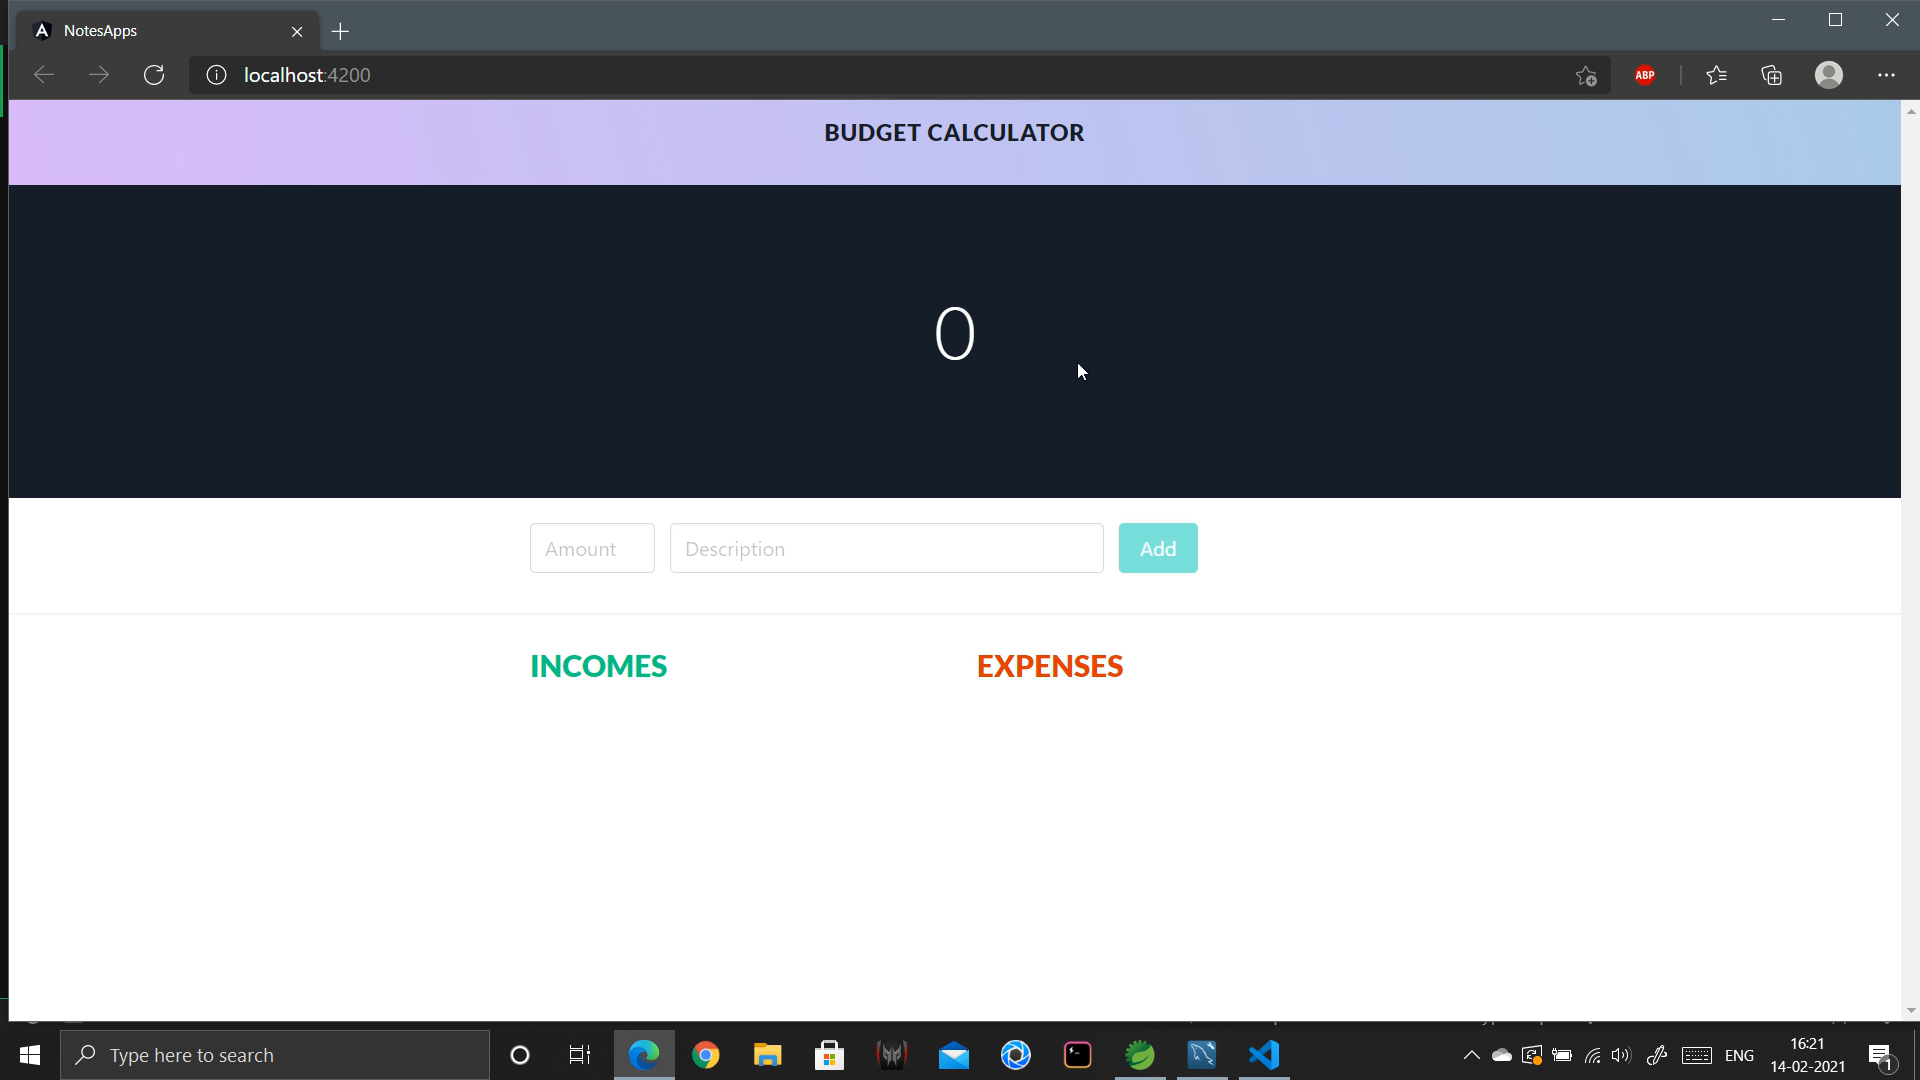 NotesApps
localhost:4200
ABP
BUDGET CALCULATOR
0
Amount
Description
Add
INCOMES
EXPENSES
Type here to search
ENG
16:21
14-02-2021
1